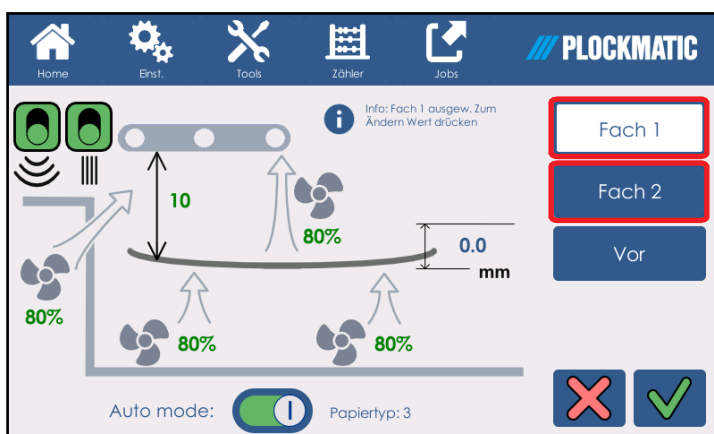 Home
Einst.
Tools
Zähler
Jobs
PLOCKMATIC
Info: Fach 1 ausgew. Zum
Ändern Wert drücken
Fach 1
Fach 2
Vor
10
80%
0.0
mm
80%
80%
80%
Auto mode:
Papiertyp: 3